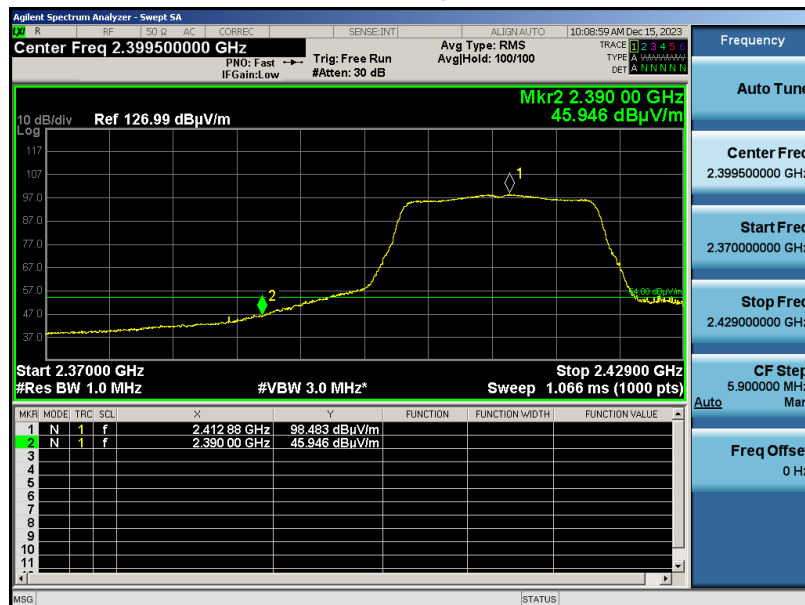 Agilent Spectrum Analyzer - Swept SA
LXI R RF 50 Ω AC CORREC SENSE:INT ALIGN AUTO 10:08:59 AM Dec 15, 2023
Center Freq 2.399500000 GHz
PNO: Fast
IFGain:Low
Trig: Free Run
#Atten: 30 dB
Avg Type: RMS
Avg|Hold: 100/100
TRACE 1 2 3 4 5 6
TYPE A WWWWW
DET A N N N N N
Mkr2 2.390 00 GHz
45.946 dBµV/m
10 dB/div Ref 126.99 dBµV/m
Log
117
107
97.0
87.0
77.0
67.0
57.0
47.0
37.0
1
2
54.00 dBµV/m
Start 2.37000 GHz Stop 2.42900 GHz
#Res BW 1.0 MHz #VBW 3.0 MHz* Sweep 1.066 ms (1000 pts)
MKR MODE TRC SCL X Y FUNCTION FUNCTION WIDTH FUNCTION VALUE
1 N 1 f 2.412 88 GHz 98.483 dBµV/m
2 N 1 f 2.390 00 GHz 45.946 dBµV/m
3
4
5
6
7
8
9
10
11
MSG STATUS
Frequency
Auto Tune
Center Freq
2.399500000 GHz
Start Freq
2.370000000 GHz
Stop Freq
2.429000000 GHz
CF Step
5.900000 MHz
Auto Man
Freq Offset
0 Hz